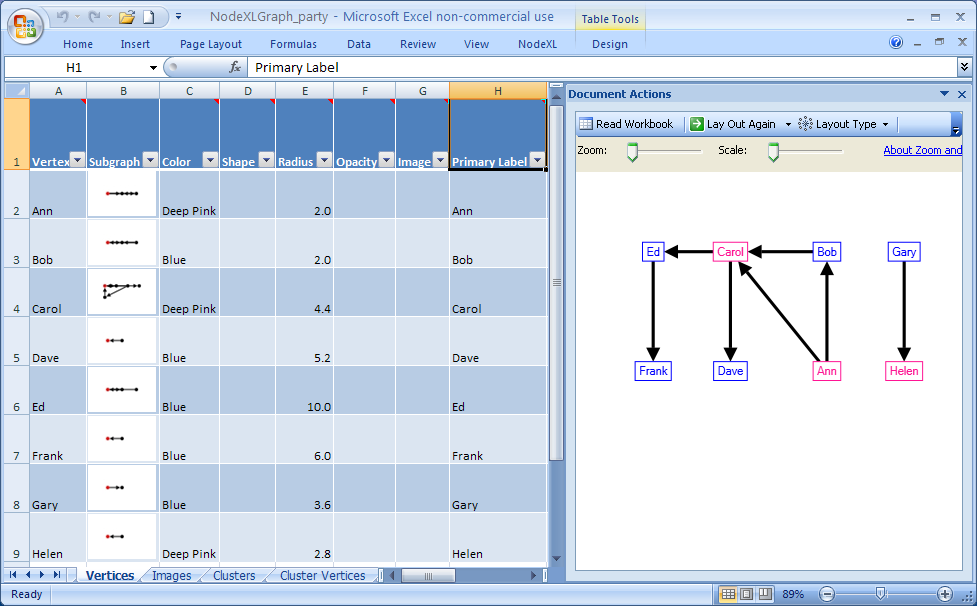 NodeXLGraph_party - Microsoft Excel non-commercial use
Table Tools
Home Insert Page Layout Formulas Data Review View NodeXL Design
H1 fx Primary Label
A B C D E F G H
1 Vertex Subgraph Color Shape Radius Opacity Image Primary Label
2 Ann Deep Pink 2.0 Ann
3 Bob Blue 2.0 Bob
4 Carol Deep Pink 4.4 Carol
5 Dave Blue 5.2 Dave
6 Ed Blue 10.0 Ed
7 Frank Blue 6.0 Frank
8 Gary Blue 3.6 Gary
9 Helen Deep Pink 2.8 Helen
Vertices Images Clusters Cluster Vertices
Document Actions
Read Workbook Lay Out Again Layout Type
Zoom: Scale: About Zoom and
Ed Carol Bob Gary
Frank Dave Ann Helen
Ready 89%